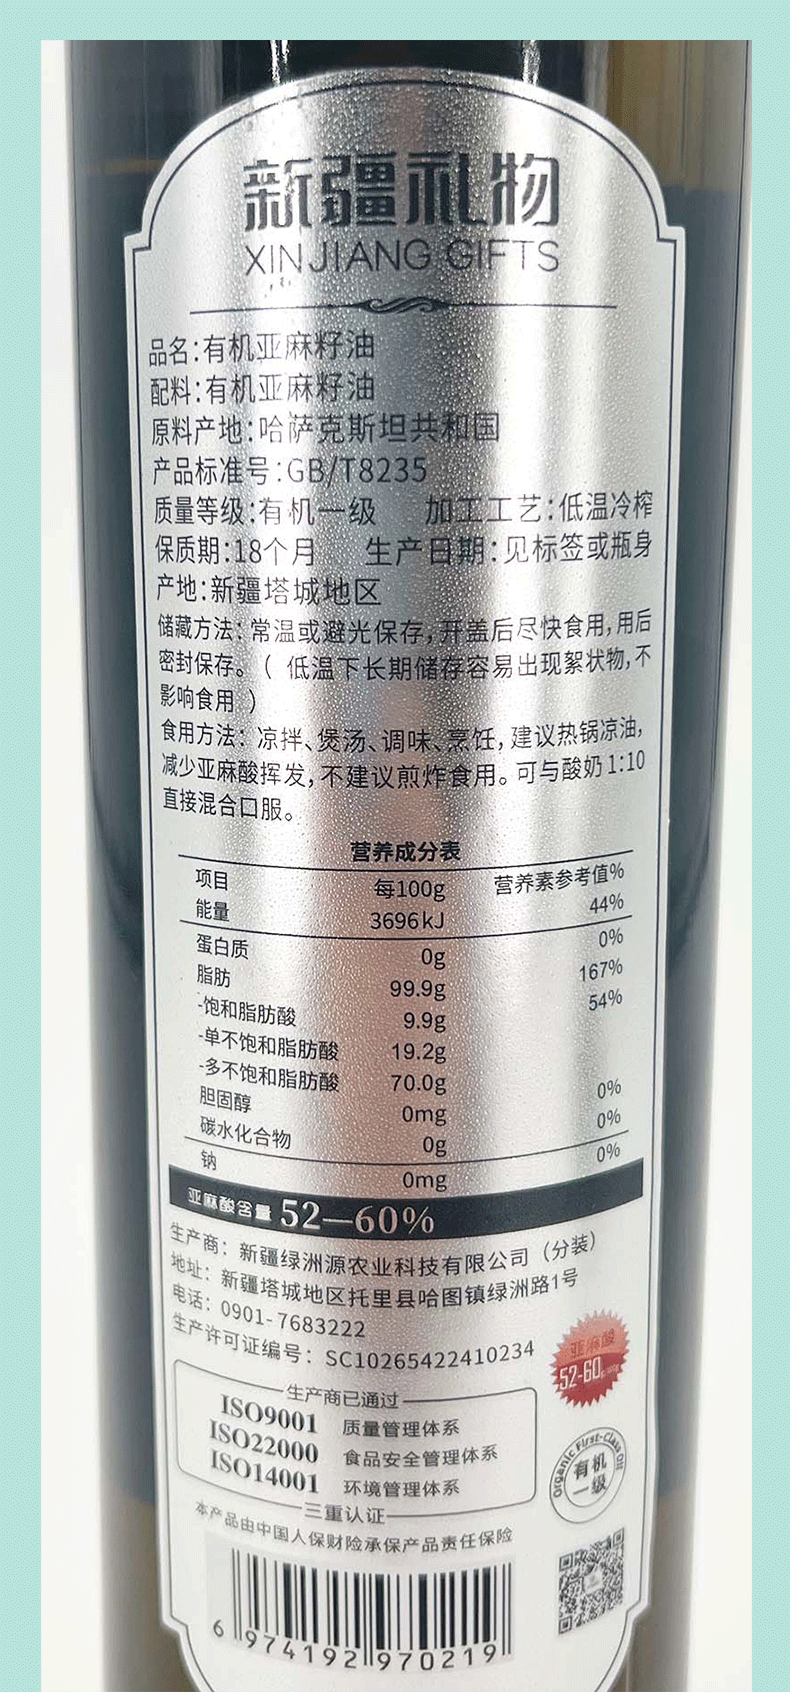 新疆礼物
XINJIANG GIFTS
品名:有机亚麻籽油
配料:有机亚麻籽油
原料产地:哈萨克斯坦共和国
产品标准号:GB/T8235
质量等级:有机一级 加工工艺:低温冷榨
保质期:18个月 生产日期:见标签或瓶身
产地:新疆塔城地区
储藏方法:常温或避光保存,开盖后尽快食用,用后
密封保存。( 低温下长期储存容易出现絮状物,不
影响食用 )
食用方法:凉拌、煲汤、调味、烹饪,建议热锅凉油,
减少亚麻酸挥发,不建议煎炸食用。可与酸奶1:10
直接混合口服。
营养成分表
项目 每100g 营养素参考值%
能量 3696kJ 44%
蛋白质 0g 0%
脂肪 99.9g 167%
-饱和脂肪酸 9.9g 54%
-单不饱和脂肪酸 19.2g
-多不饱和脂肪酸 70.0g
胆固醇 0mg 0%
碳水化合物 0g 0%
钠 0mg 0%
亚麻酸含量 52—60%
生产商:新疆绿洲源农业科技有限公司(分装)
地址:新疆塔城地区托里县哈图镇绿洲路1号
电话:0901-7683222
生产许可证编号:SC10265422410234
亚麻酸
52-60
生产商已通过
ISO9001 质量管理体系
ISO22000 食品安全管理体系
ISO14001 环境管理体系
三重认证
Organic First-Class Oil
有机
一级
本产品由中国人保财险承保产品责任保险
6 974192 970219